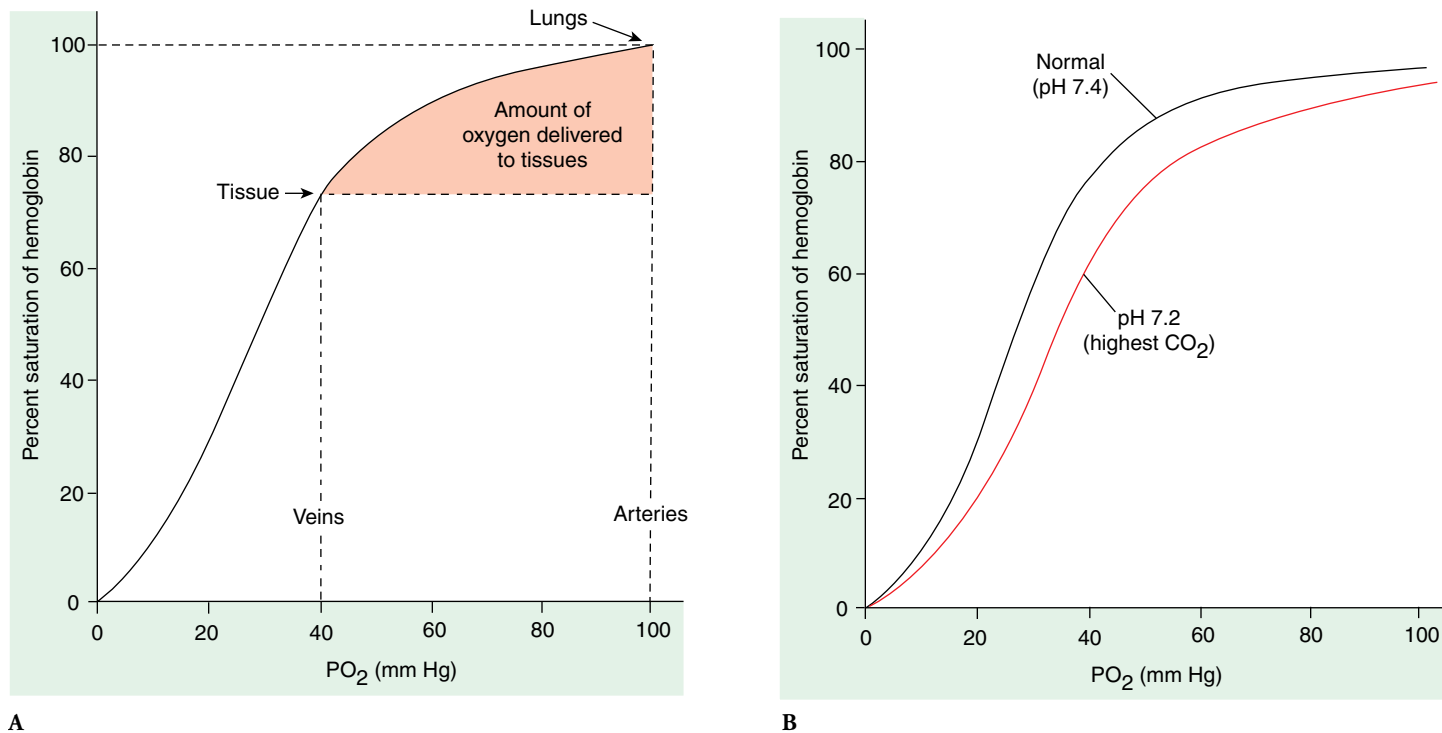 Lungs
100
80
60
40
20
0
Percent saturation of hemoglobin
Amount of
oxygen delivered
to tissues
Tissue
Veins
Arteries
0 20 40 60 80 100
PO2 (mm Hg)
A
100
80
60
40
20
0
Percent saturation of hemoglobin
Normal
(pH 7.4)
pH 7.2
(highest CO2)
0 20 40 60 80 100
PO2 (mm Hg)
B